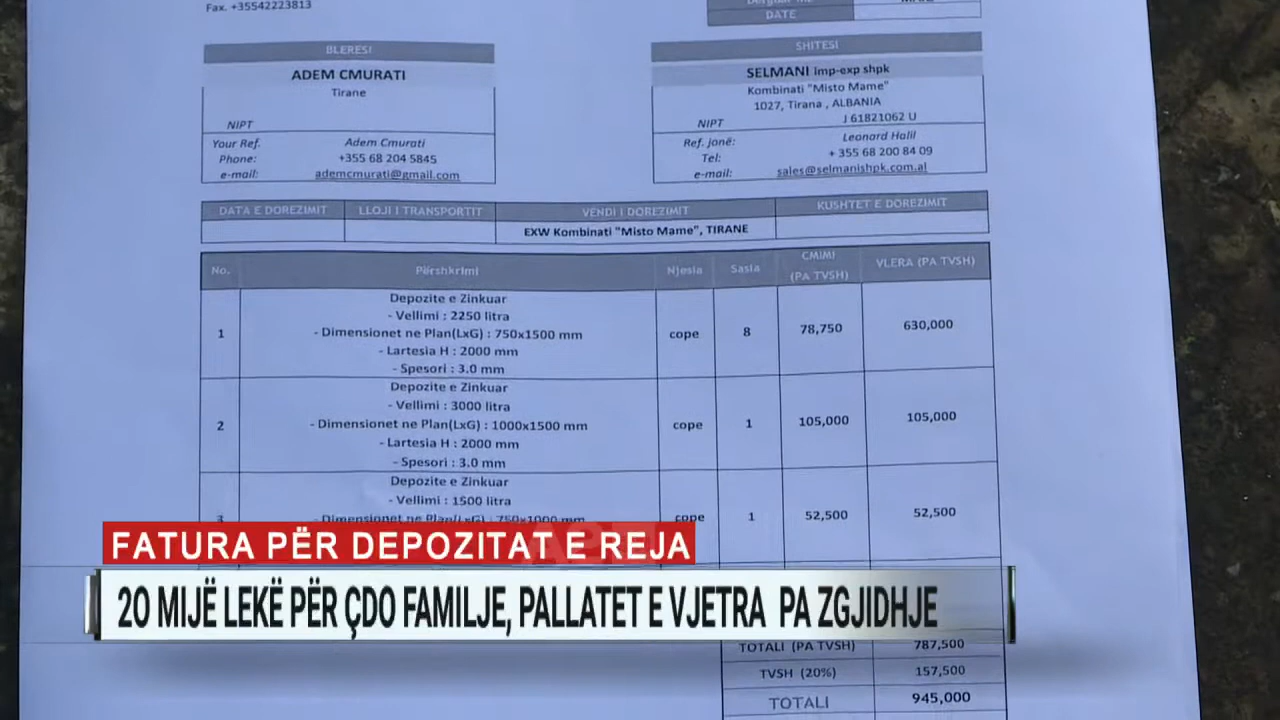 Fax. +35542223813
DATE
BLERESI
ADEM CMURATI
Tirane
NIPT
Your Ref. Adem Cmurati
Phone: +355 68 204 5845
e-mail: ademcmurati@gmail.com
SHITESI
SELMANI imp-exp shpk
Kombinati "Misto Mame"
1027, Tirana , ALBANIA
NIPT J 61821062 U
Ref. Jonë: Leonard Halil
Tel: + 355 68 200 84 09
e-mail: sales@selmanishpk.com.al
DATA E DOREZIMIT LLOJI I TRANSPORTIT VENDI I DOREZIMIT KUSHTET E DOREZIMIT
EXW Kombinati "Misto Mame", TIRANE
No. Përshkrimi Njesia Sasia CMIMI (PA TVSH) VLERA (PA TVSH)
Depozite e Zinkuar
- Vellimi : 2250 litra
1 - Dimensionet ne Plan(LxG) : 750x1500 mm cope 8 78,750 630,000
- Lartesia H : 2000 mm
- Spesori : 3.0 mm
Depozite e Zinkuar
- Vellimi : 3000 litra
2 - Dimensionet ne Plan(LxG) : 1000x1500 mm cope 1 105,000 105,000
- Lartesia H : 2000 mm
- Spesori : 3.0 mm
Depozite e Zinkuar
- Vellimi : 1500 litra
3 - Dimensionet ne Plan(LxG) : 750x1000 mm cope 1 52,500 52,500
FATURA PËR DEPOZITAT E REJA
20 MIJË LEKË PËR ÇDO FAMILJE, PALLATET E VJETRA PA ZGJIDHJE
TOTALI (PA TVSH) 787,500
TVSH (20%) 157,500
TOTALI 945,000